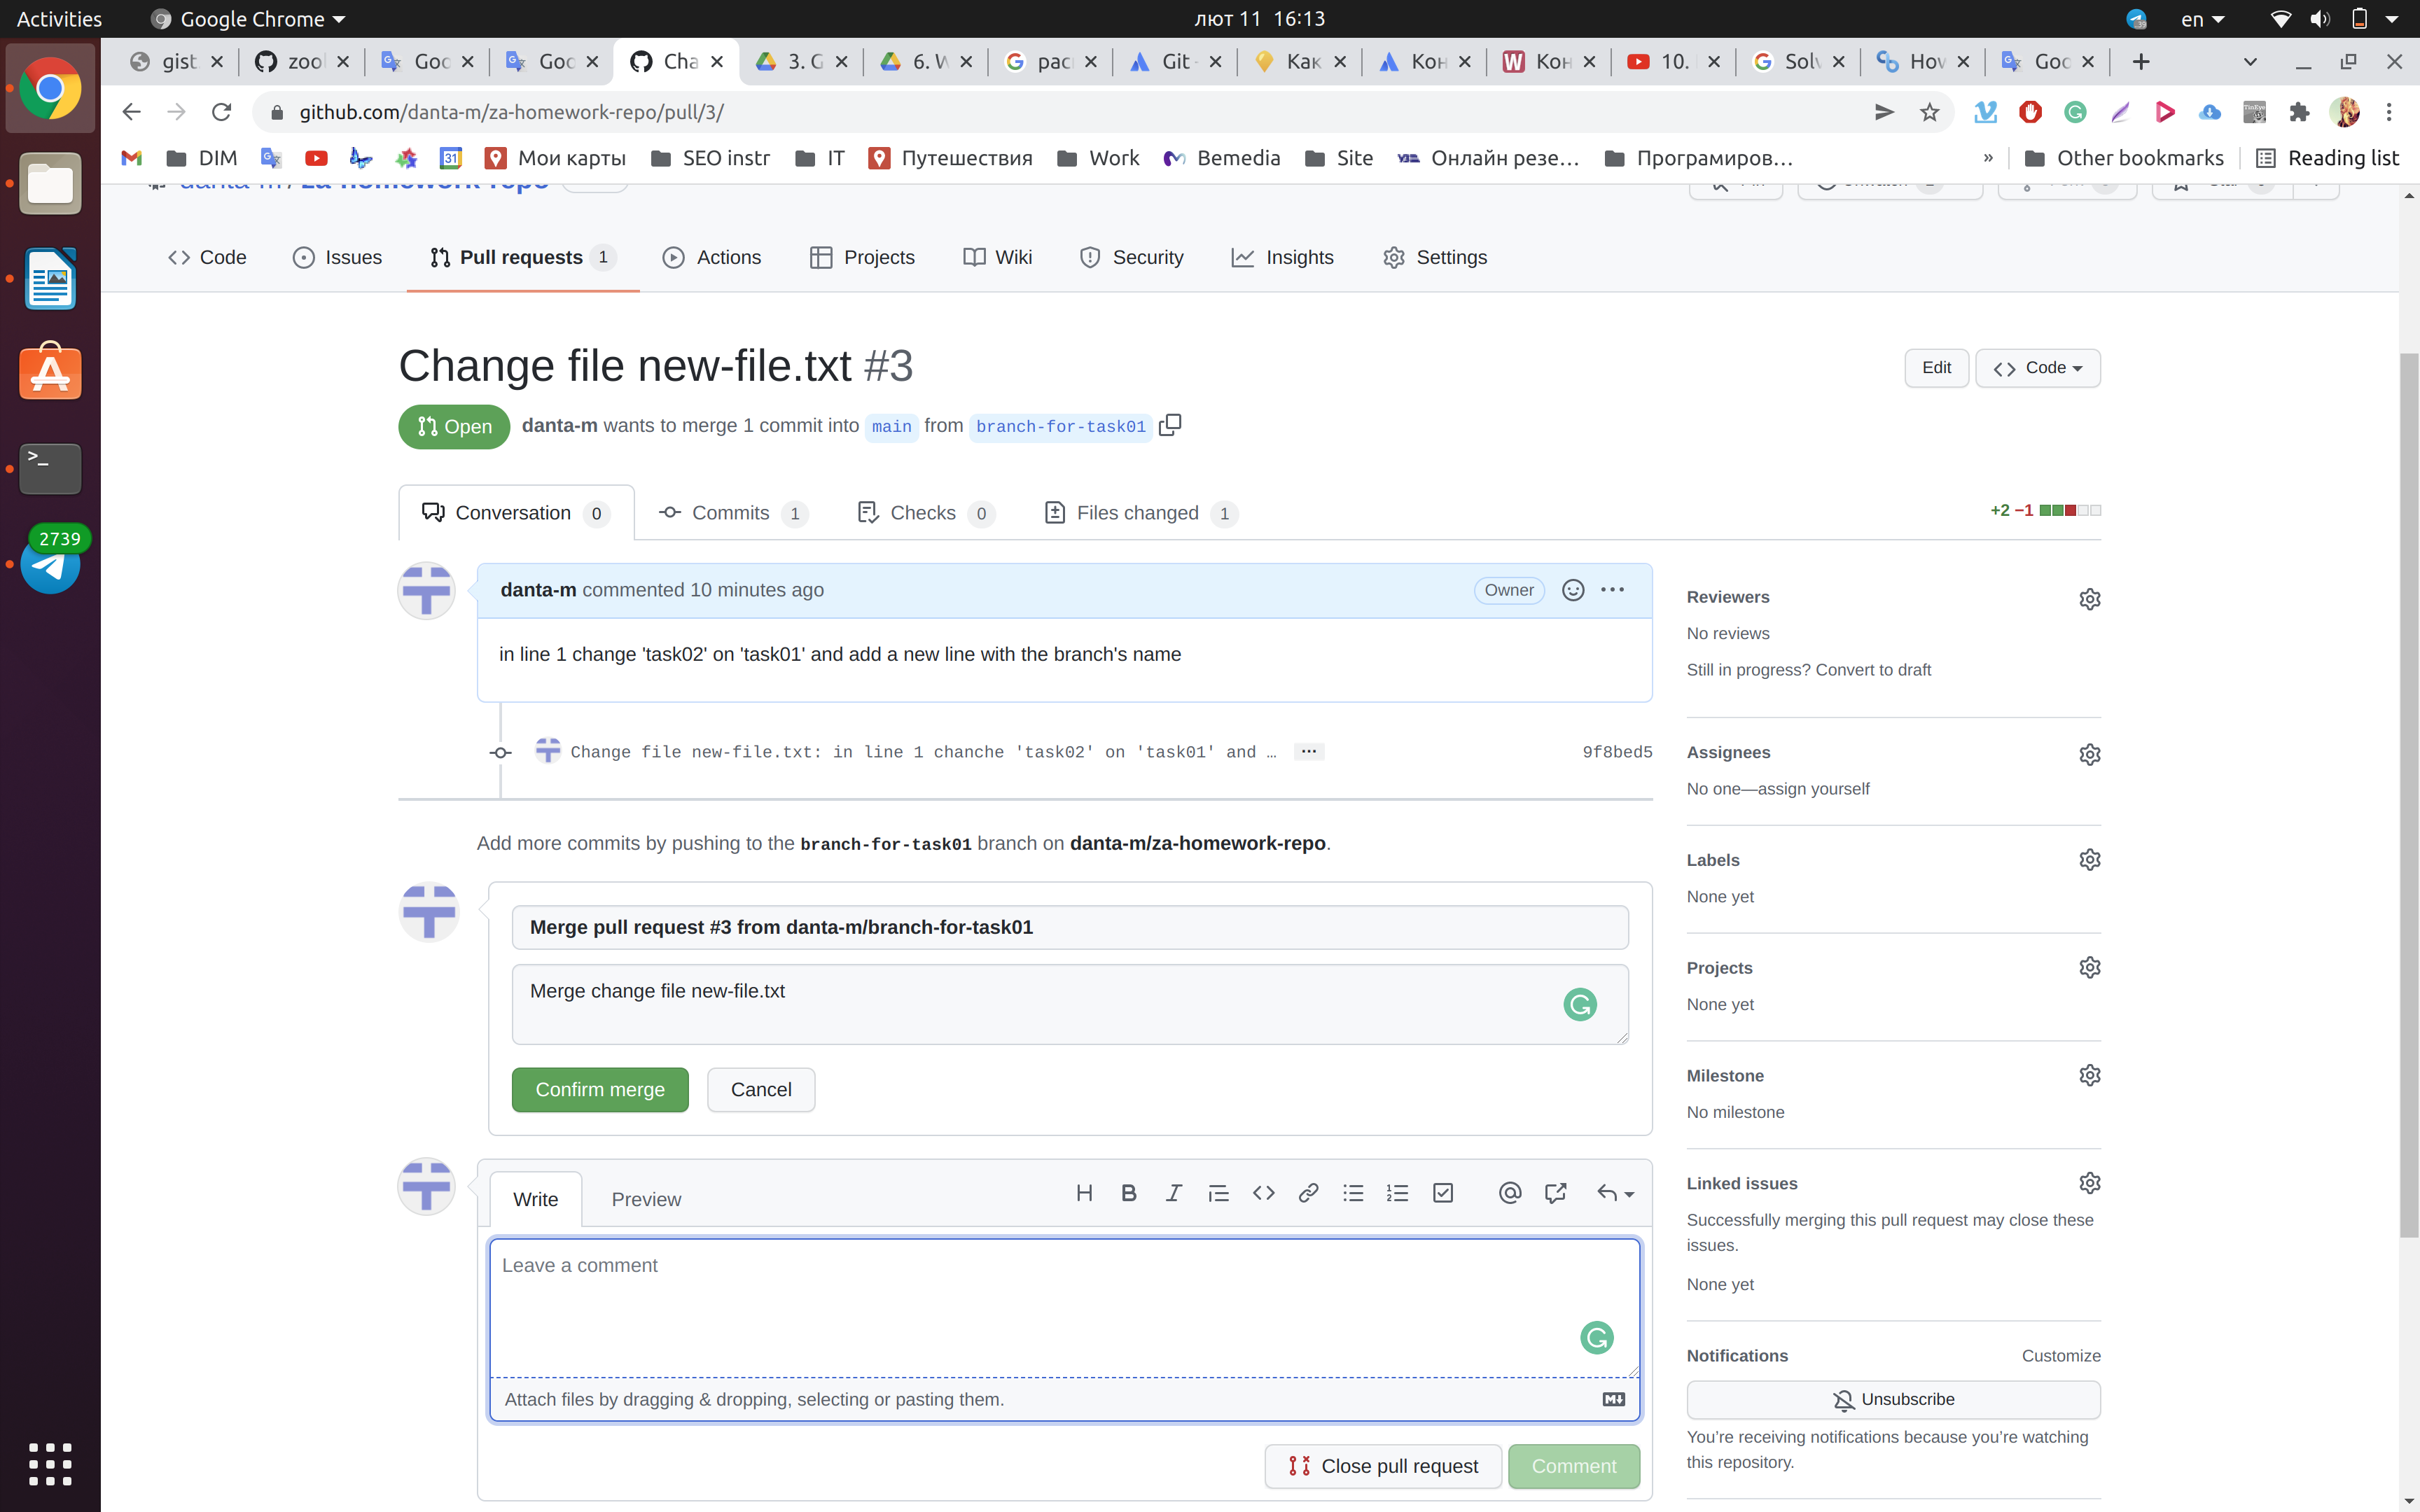 Activities Google Chrome лют 11 16:13 en
gist. zool Goo Goo Cha 3. G 6. W G рас Git - Как Кон Кон 10. Solv How Goo
github.com/danta-m/za-homework-repo/pull/3/
DIM Мои карты SEO instr IT Путешествия Work Bemedia Site Онлайн резе... Програмиров... » Other bookmarks Reading list
danta-m / za-homework-repo
Code Issues Pull requests 1 Actions Projects Wiki Security Insights Settings
Change file new-file.txt #3
Edit Code
Open danta-m wants to merge 1 commit into main from branch-for-task01
Conversation 0 Commits 1 Checks 0 Files changed 1 +2 −1
2739
danta-m commented 10 minutes ago Owner
in line 1 change 'task02' on 'task01' and add a new line with the branch's name
Change file new-file.txt: in line 1 chanche 'task02' on 'task01' and … 9f8bed5
Add more commits by pushing to the branch-for-task01 branch on danta-m/za-homework-repo.
Merge pull request #3 from danta-m/branch-for-task01
Merge change file new-file.txt
Confirm merge Cancel
Write Preview
Leave a comment
Attach files by dragging & dropping, selecting or pasting them.
Close pull request Comment
Reviewers
No reviews
Still in progress? Convert to draft
Assignees
No one—assign yourself
Labels
None yet
Projects
None yet
Milestone
No milestone
Linked issues
Successfully merging this pull request may close these
issues.
None yet
Notifications Customize
Unsubscribe
You're receiving notifications because you're watching
this repository.